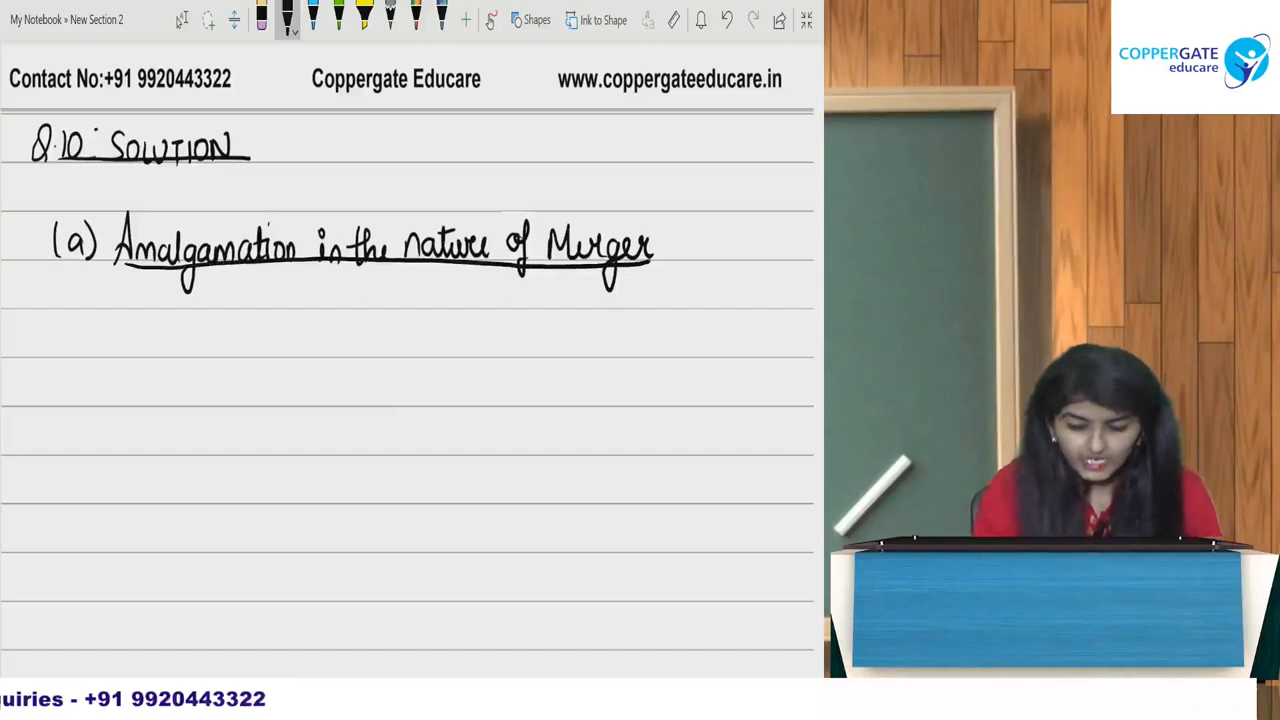 My Notebook » New Section 2
Shapes
Ink to Shape
COPPERGATE
educare
Contact No:+91 9920443322
Coppergate Educare
www.coppergateeducare.in
Q.10: SOLUTION
(a) Amalgamation in the nature of Merger
quiries - +91 9920443322